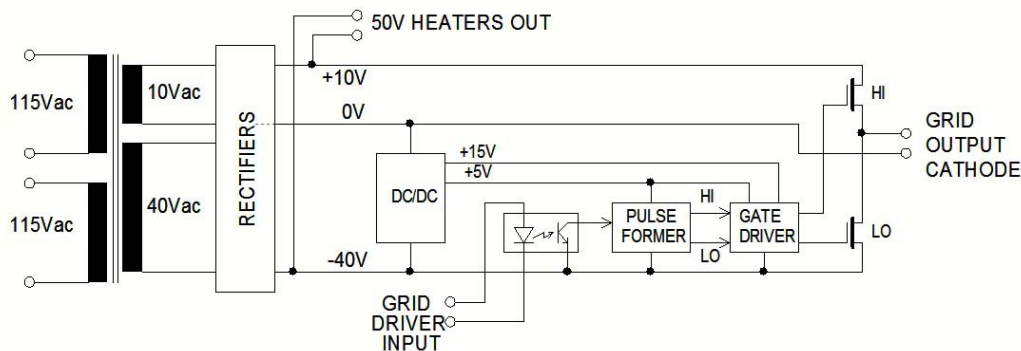 50V HEATERS OUT
+10V
115Vac
10Vac
HI
0V
GRID
OUTPUT
CATHODE
RECTIFIERS
+15V
+5V
DC/DC
HI
115Vac
40Vac
PULSE
FORMER
GATE
DRIVER
LO
LO
-40V
GRID
DRIVER
INPUT